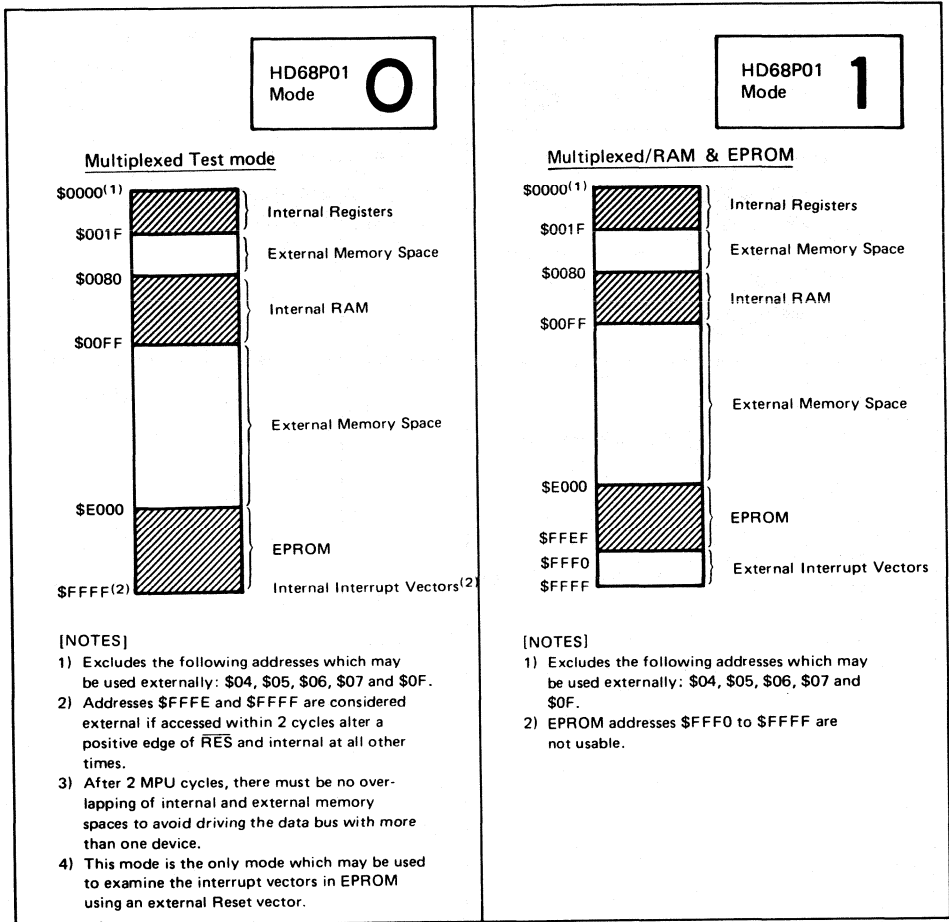 HD68P01
Mode
0
Multiplexed Test mode
$0000(1)
Internal Registers
$001F
External Memory Space
$0080
Internal RAM
$00FF
External Memory Space
$E000
EPROM
$FFFF(2)
Internal Interrupt Vectors(2)
[NOTES]
1) Excludes the following addresses which may
be used externally: $04, $05, $06, $07 and $0F.
2) Addresses $FFFE and $FFFF are considered
external if accessed within 2 cycles alter a
positive edge of RES and internal at all other
times.
3) After 2 MPU cycles, there must be no over-
lapping of internal and external memory
spaces to avoid driving the data bus with more
than one device.
4) This mode is the only mode which may be used
to examine the interrupt vectors in EPROM
using an external Reset vector.
HD68P01
Mode
1
Multiplexed/RAM & EPROM
$0000(1)
Internal Registers
$001F
External Memory Space
$0080
Internal RAM
$00FF
External Memory Space
$E000
EPROM
$FFEF
$FFF0
External Interrupt Vectors
$FFFF
[NOTES]
1) Excludes the following addresses which may
be used externally: $04, $05, $06, $07 and
$0F.
2) EPROM addresses $FFF0 to $FFFF are
not usable.